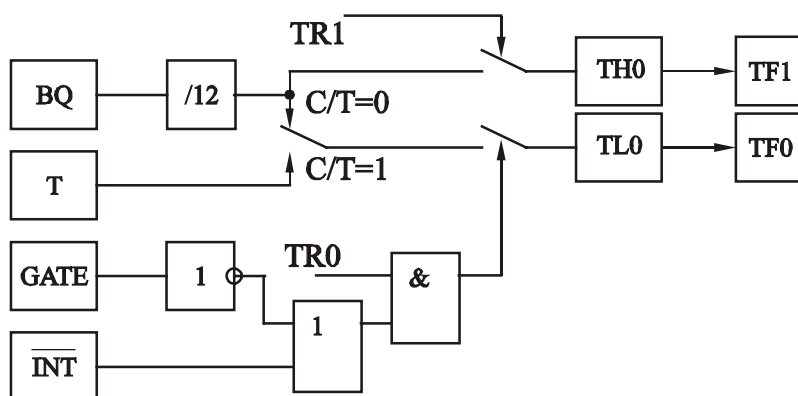 TR1
BQ
/12
TH0
TF1
C/T=0
T
C/T=1
TL0
TF0
GATE
1
TR0
&
1
INT